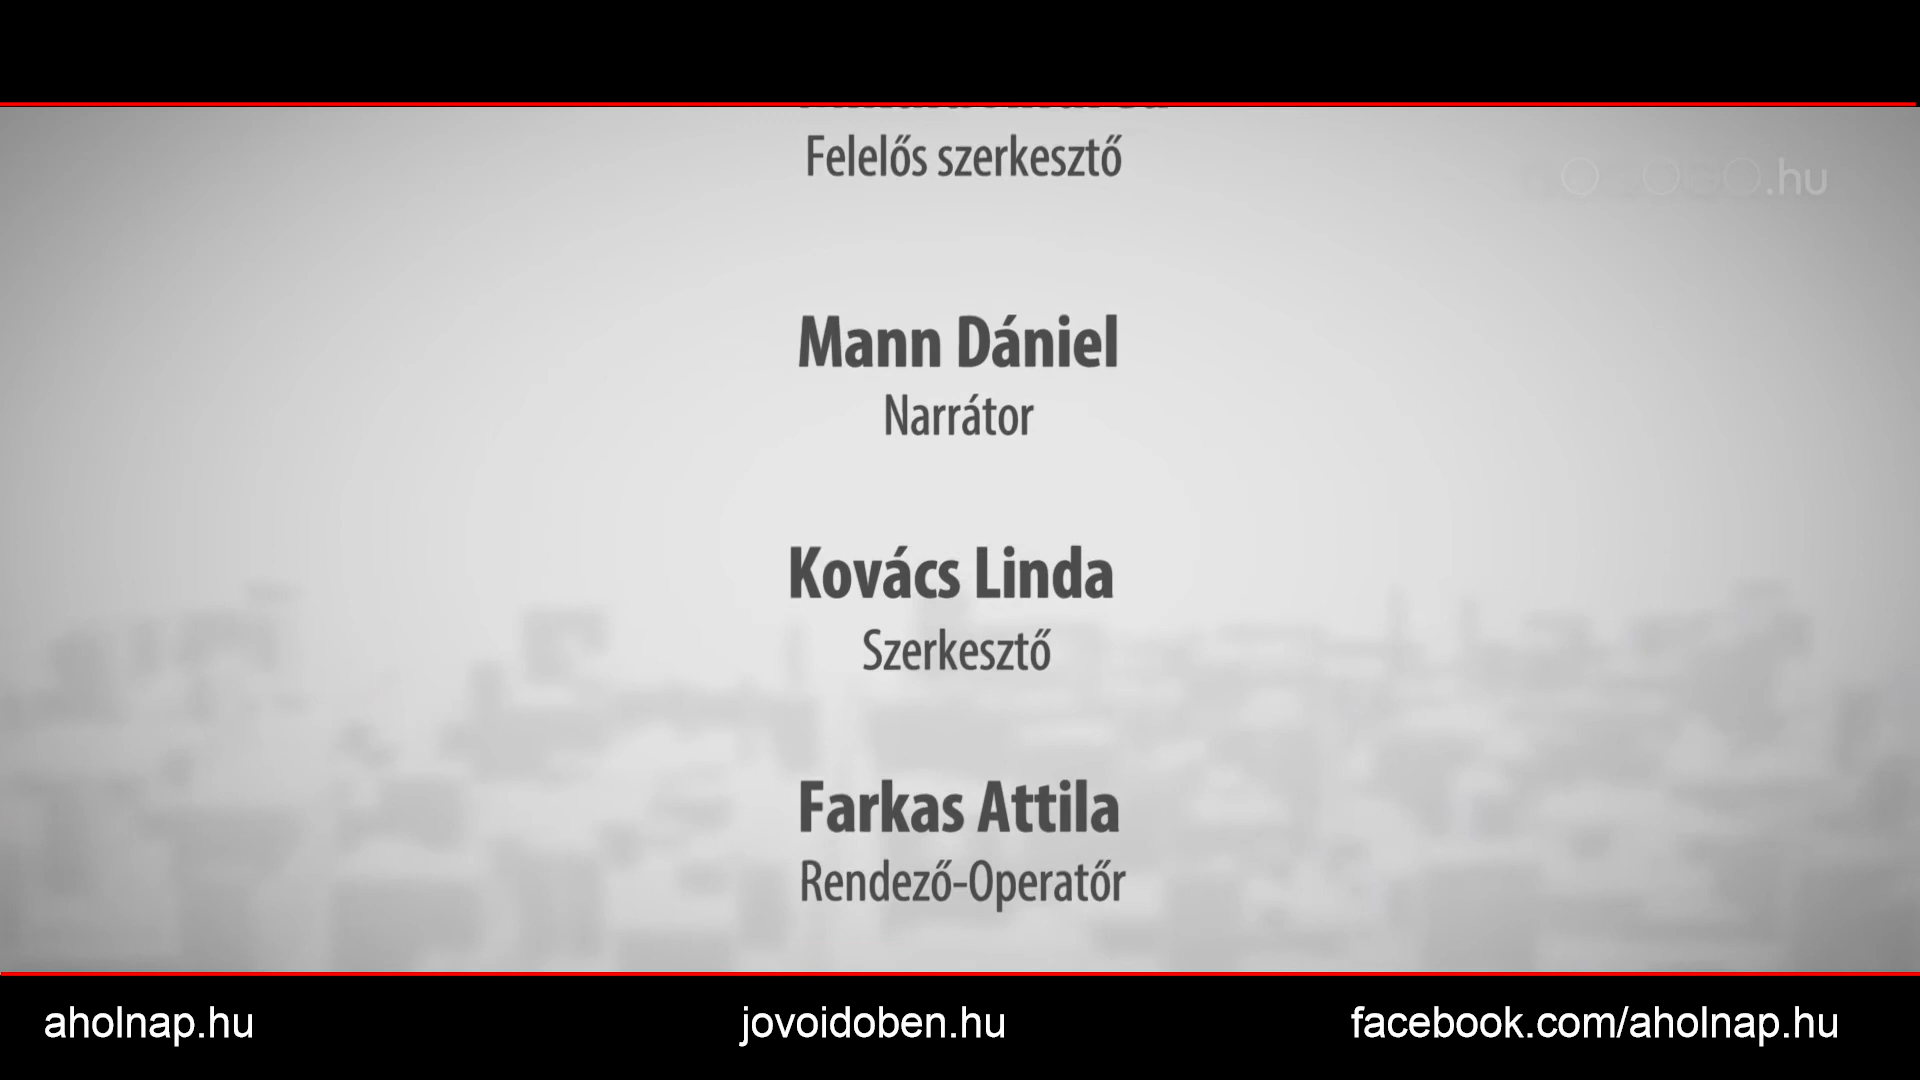 Felelős szerkesztő
.hu
Mann Dániel
Narrátor
Kovács Linda
Szerkesztő
Farkas Attila
Rendező-Operatőr
aholnap.hu
jovoidoben.hu
facebook.com/aholnap.hu